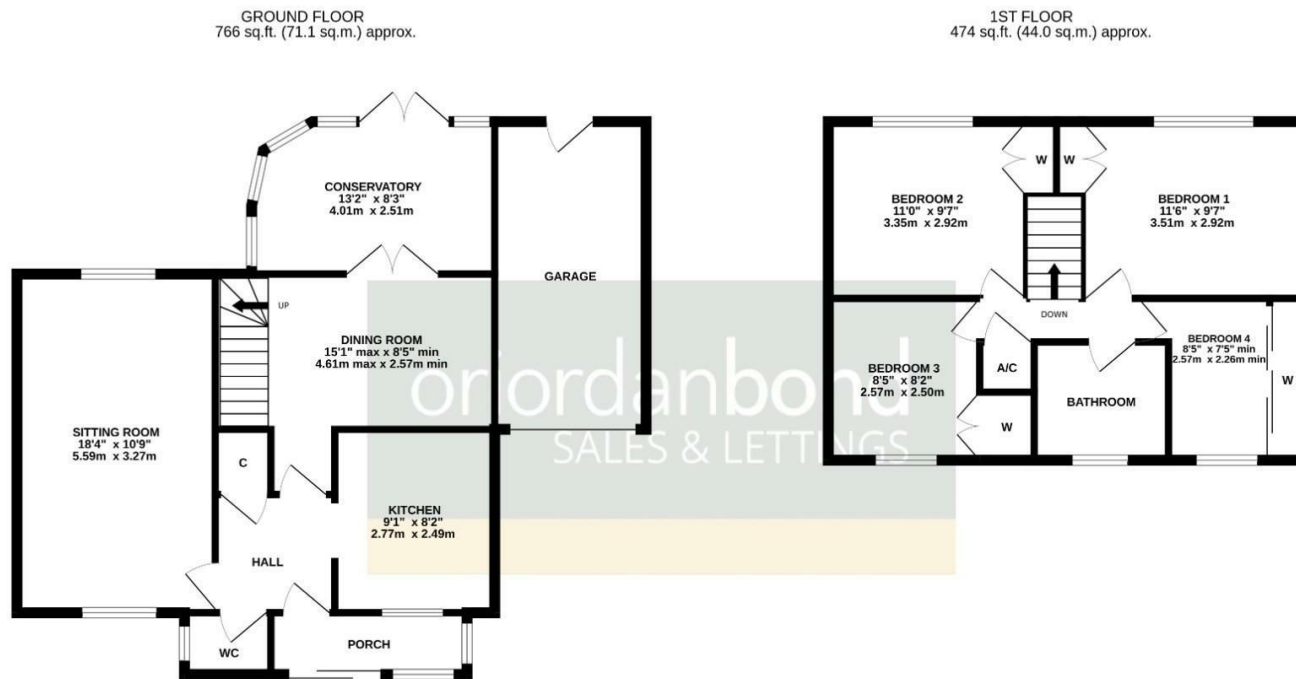 GROUND FLOOR
766 sq.ft. (71.1 sq.m.) approx.
1ST FLOOR
474 sq.ft. (44.0 sq.m.) approx.
CONSERVATORY
13'2" x 8'3"
4.01m x 2.51m
GARAGE
UP
DINING ROOM
15'1" max x 8'5" min
4.61m max x 2.57m min
SITTING ROOM
18'4" x 10'9"
5.59m x 3.27m
C
KITCHEN
9'1" x 8'2"
2.77m x 2.49m
HALL
WC
PORCH
BEDROOM 2
11'0" x 9'7"
3.35m x 2.92m
W
W
BEDROOM 1
11'6" x 9'7"
3.51m x 2.92m
DOWN
BEDROOM 3
8'5" x 8'2"
2.57m x 2.50m
A/C
W
BATHROOM
BEDROOM 4
8'5" x 7'5" min
2.57m x 2.26m min
W
oriordanbond
SALES & LETTINGS